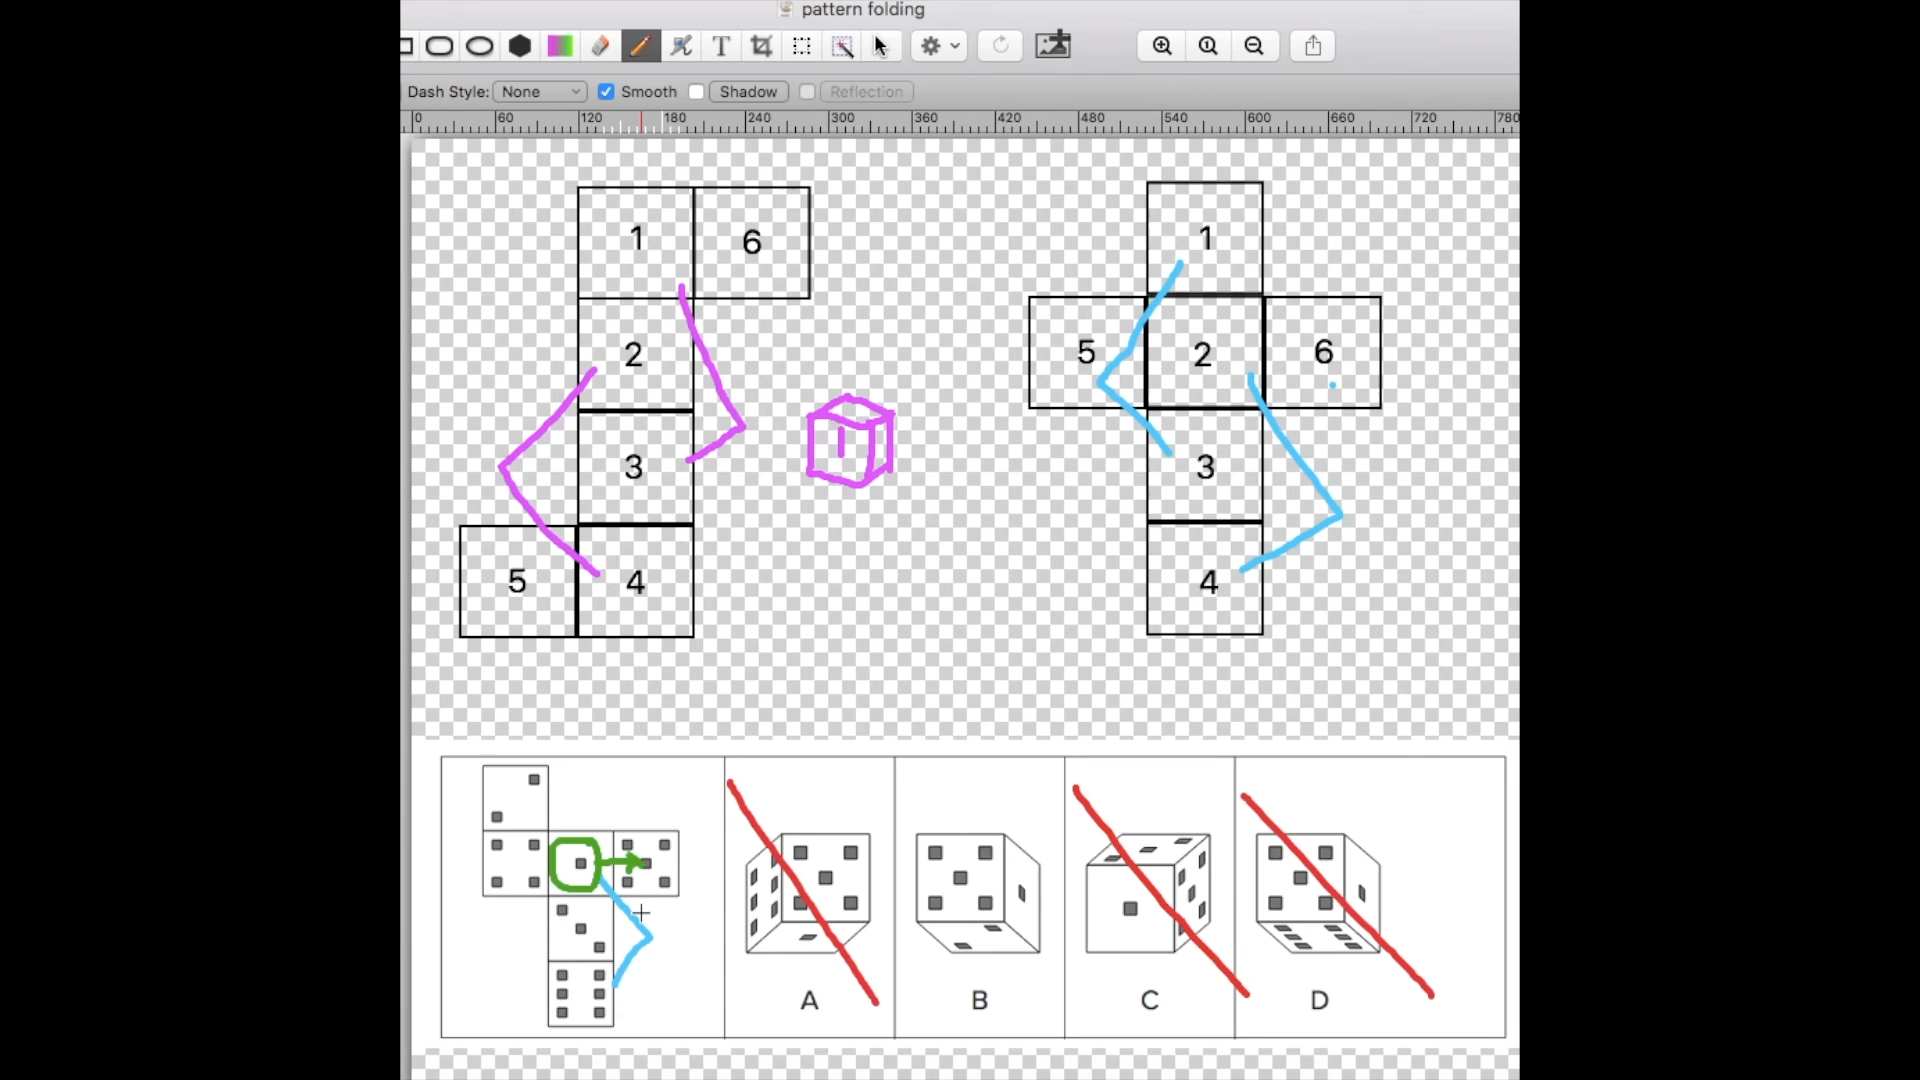 pattern folding
Dash Style: None Smooth Shadow Reflection
0 60 120 180 240 300 360 420 480 540 600 660 720 780
1 6
2
3
5 4
1
1
5 2 6
3
4
A B C D